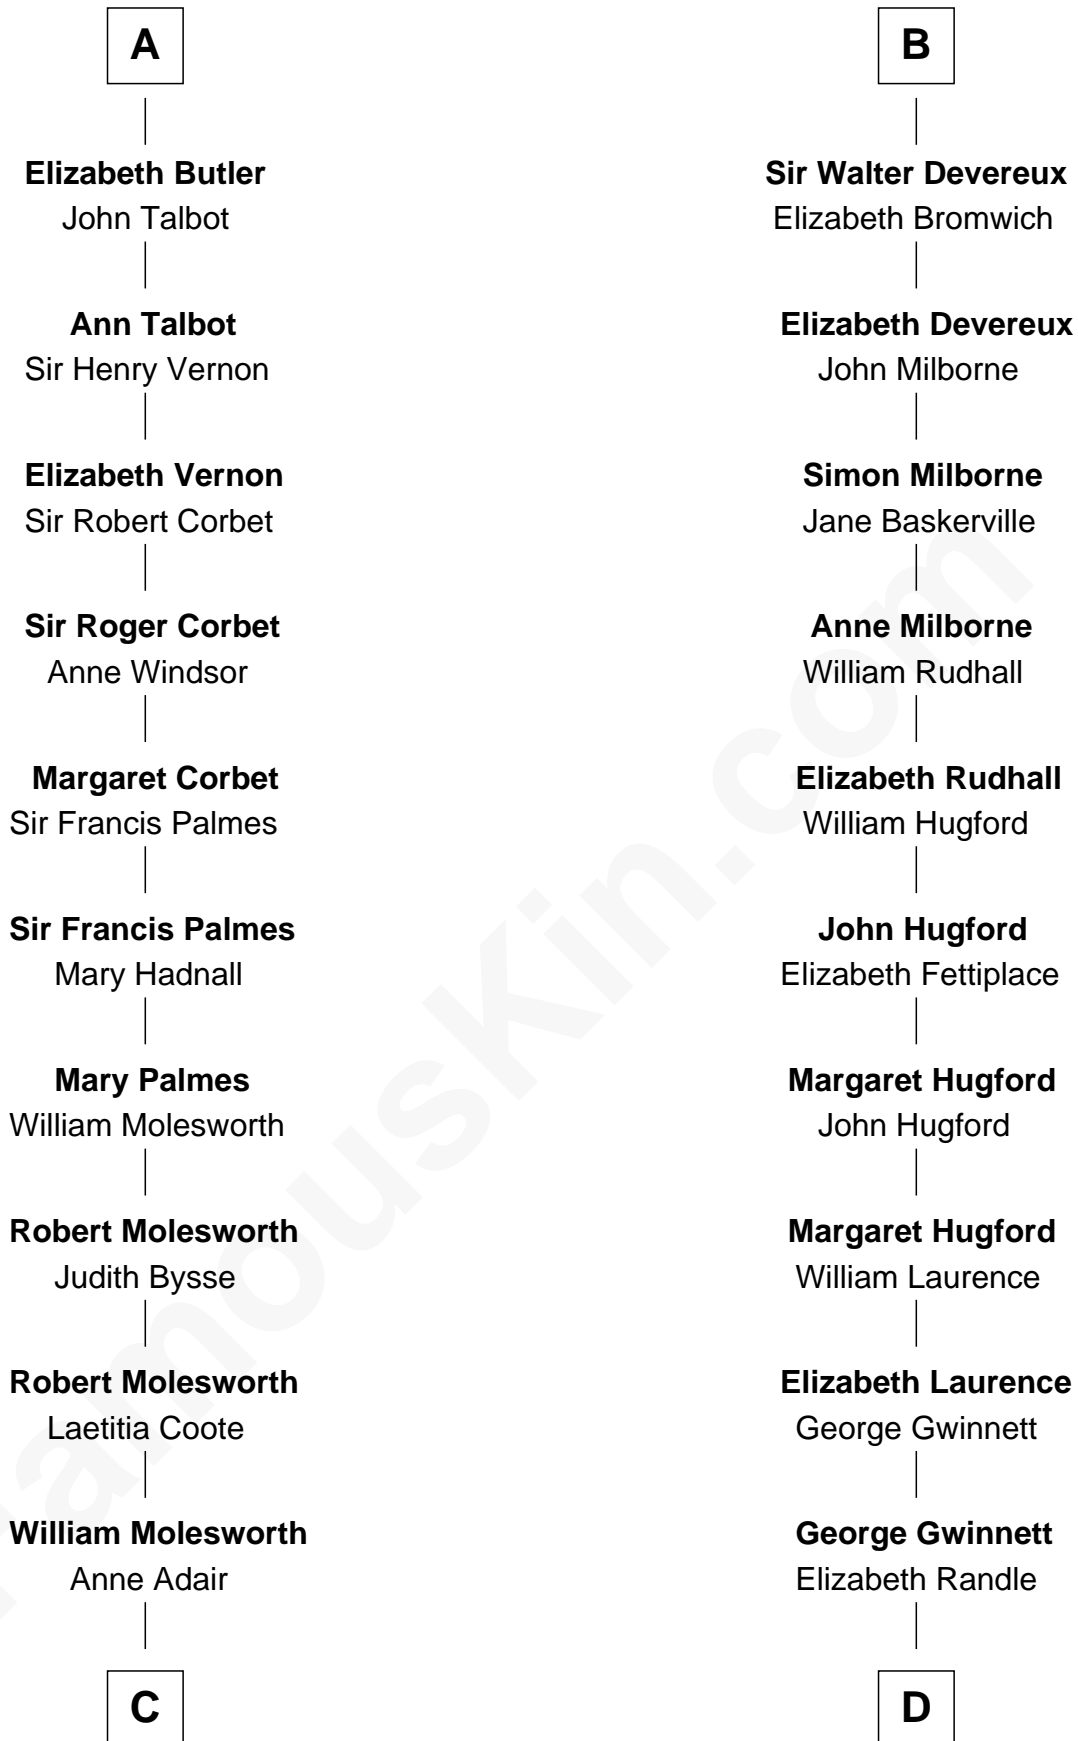 A
Elizabeth Butler
John Talbot
Ann Talbot
Sir Henry Vernon
Elizabeth Vernon
Sir Robert Corbet
Sir Roger Corbet
Anne Windsor
Margaret Corbet
Sir Francis Palmes
Sir Francis Palmes
Mary Hadnall
Mary Palmes
William Molesworth
Robert Molesworth
Judith Bysse
Robert Molesworth
Laetitia Coote
William Molesworth
Anne Adair
C
B
Sir Walter Devereux
Elizabeth Bromwich
Elizabeth Devereux
John Milborne
Simon Milborne
Jane Baskerville
Anne Milborne
William Rudhall
Elizabeth Rudhall
William Hugford
John Hugford
Elizabeth Fettiplace
Margaret Hugford
John Hugford
Margaret Hugford
William Laurence
Elizabeth Laurence
George Gwinnett
George Gwinnett
Elizabeth Randle
D
FamousKin.com